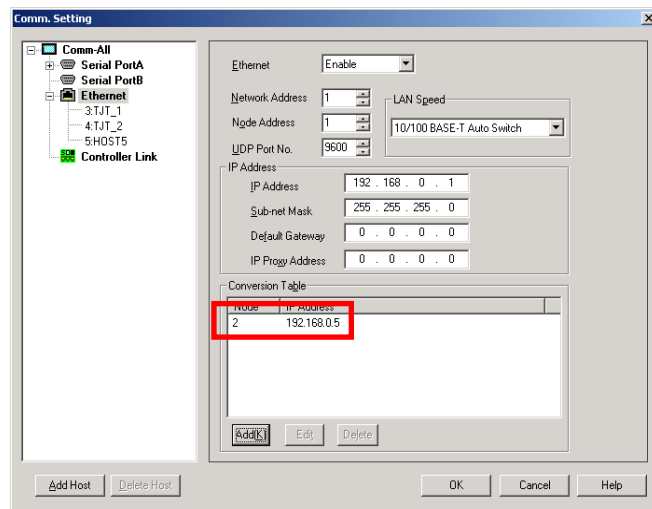 Comm. Setting
Comm-All
Serial PortA
Serial PortB
Ethernet
3:TJT_1
4:TJT_2
5:HOST5
Controller Link
Ethernet Enable
Network Address 1
Node Address 1
UDP Port No. 9600
LAN Speed
10/100 BASE-T Auto Switch
IP Address
IP Address 192 . 168 . 0 . 1
Sub-net Mask 255 . 255 . 255 . 0
Default Gateway 0 . 0 . 0 . 0
IP Proxy Address 0 . 0 . 0 . 0
Conversion Table
Node IP Address
2 192.168.0.5
Add[K] Edit Delete
Add Host Delete Host OK Cancel Help